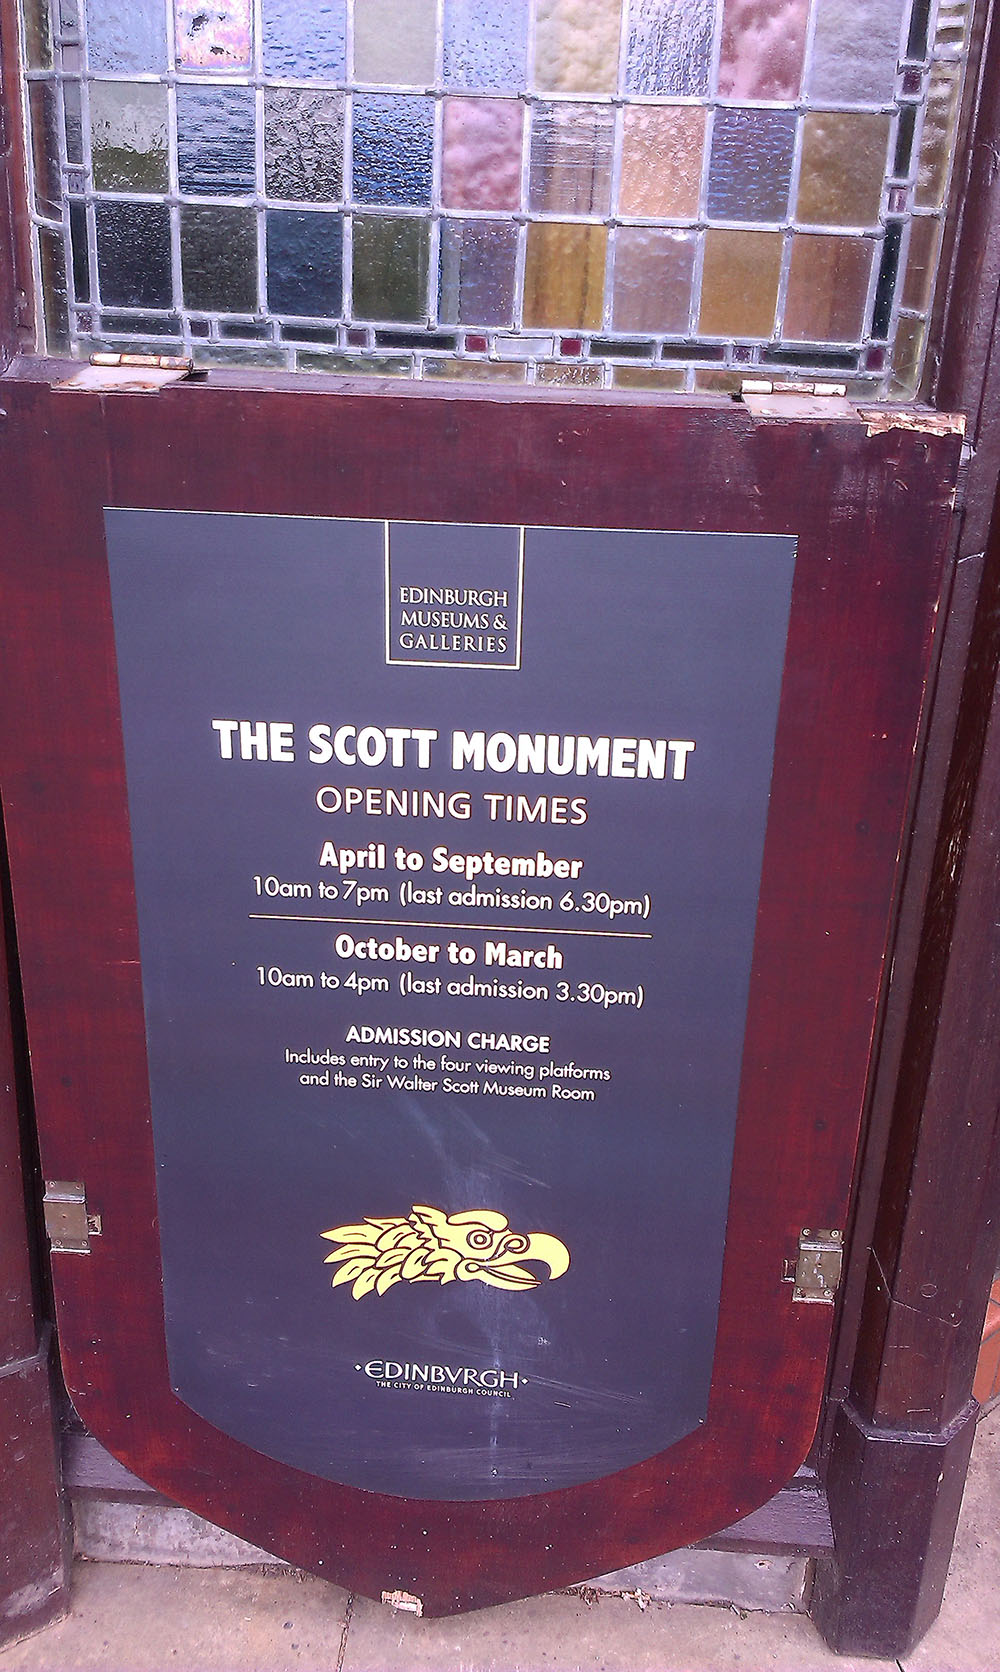 EDINBURGH
MUSEUMS &
GALLERIES
THE SCOTT MONUMENT
OPENING TIMES
April to September
10am to 7pm (last admission 6.30pm)
October to March
10am to 4pm (last admission 3.30pm)
ADMISSION CHARGE
Includes entry to the four viewing platforms
and the Sir Walter Scott Museum Room
·EDINBVRGH·
THE CITY OF EDINBURGH COUNCIL